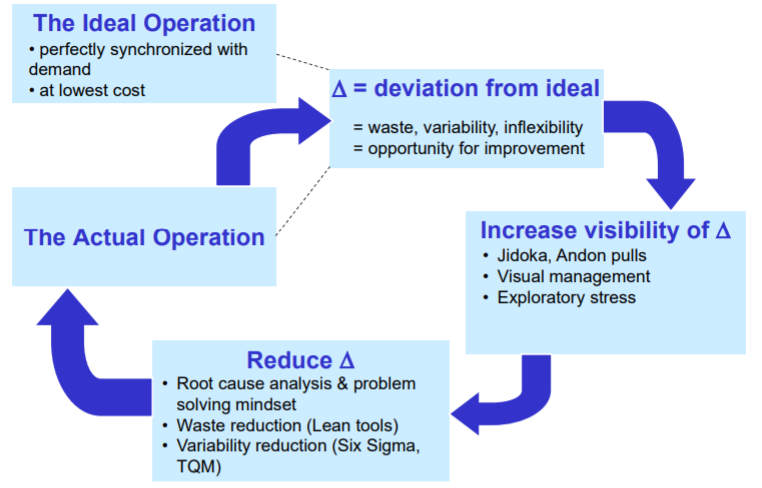 The Ideal Operation
• perfectly synchronized with
demand
• at lowest cost
Δ = deviation from ideal
= waste, variability, inflexibility
= opportunity for improvement
The Actual Operation
Increase visibility of Δ
• Jidoka, Andon pulls
• Visual management
• Exploratory stress
Reduce Δ
• Root cause analysis & problem
solving mindset
• Waste reduction (Lean tools)
• Variability reduction (Six Sigma,
TQM)